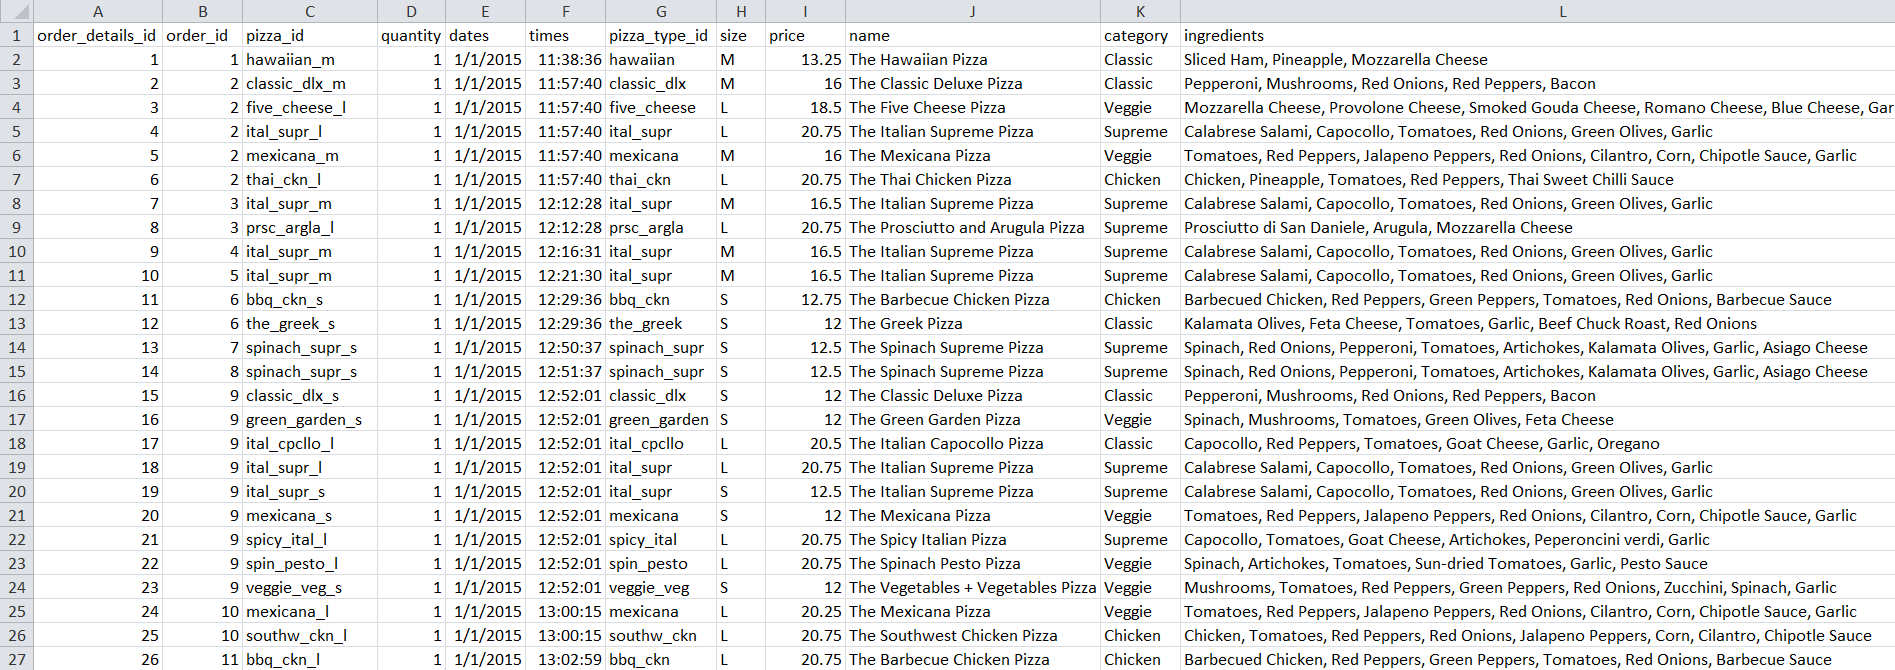 A B C D E F G H I J K L
1 order_details_id order_id pizza_id quantity dates times pizza_type_id size price name category ingredients
2 1 1 hawaiian_m 1 1/1/2015 11:38:36 hawaiian M 13.25 The Hawaiian Pizza Classic Sliced Ham, Pineapple, Mozzarella Cheese
3 2 2 classic_dlx_m 1 1/1/2015 11:57:40 classic_dlx M 16 The Classic Deluxe Pizza Classic Pepperoni, Mushrooms, Red Onions, Red Peppers, Bacon
4 3 2 five_cheese_l 1 1/1/2015 11:57:40 five_cheese L 18.5 The Five Cheese Pizza Veggie Mozzarella Cheese, Provolone Cheese, Smoked Gouda Cheese, Romano Cheese, Blue Cheese, Gar
5 4 2 ital_supr_l 1 1/1/2015 11:57:40 ital_supr L 20.75 The Italian Supreme Pizza Supreme Calabrese Salami, Capocollo, Tomatoes, Red Onions, Green Olives, Garlic
6 5 2 mexicana_m 1 1/1/2015 11:57:40 mexicana M 16 The Mexicana Pizza Veggie Tomatoes, Red Peppers, Jalapeno Peppers, Red Onions, Cilantro, Corn, Chipotle Sauce, Garlic
7 6 2 thai_ckn_l 1 1/1/2015 11:57:40 thai_ckn L 20.75 The Thai Chicken Pizza Chicken Chicken, Pineapple, Tomatoes, Red Peppers, Thai Sweet Chilli Sauce
8 7 3 ital_supr_m 1 1/1/2015 12:12:28 ital_supr M 16.5 The Italian Supreme Pizza Supreme Calabrese Salami, Capocollo, Tomatoes, Red Onions, Green Olives, Garlic
9 8 3 prsc_argla_l 1 1/1/2015 12:12:28 prsc_argla L 20.75 The Prosciutto and Arugula Pizza Supreme Prosciutto di San Daniele, Arugula, Mozzarella Cheese
10 9 4 ital_supr_m 1 1/1/2015 12:16:31 ital_supr M 16.5 The Italian Supreme Pizza Supreme Calabrese Salami, Capocollo, Tomatoes, Red Onions, Green Olives, Garlic
11 10 5 ital_supr_m 1 1/1/2015 12:21:30 ital_supr M 16.5 The Italian Supreme Pizza Supreme Calabrese Salami, Capocollo, Tomatoes, Red Onions, Green Olives, Garlic
12 11 6 bbq_ckn_s 1 1/1/2015 12:29:36 bbq_ckn S 12.75 The Barbecue Chicken Pizza Chicken Barbecued Chicken, Red Peppers, Green Peppers, Tomatoes, Red Onions, Barbecue Sauce
13 12 6 the_greek_s 1 1/1/2015 12:29:36 the_greek S 12 The Greek Pizza Classic Kalamata Olives, Feta Cheese, Tomatoes, Garlic, Beef Chuck Roast, Red Onions
14 13 7 spinach_supr_s 1 1/1/2015 12:50:37 spinach_supr S 12.5 The Spinach Supreme Pizza Supreme Spinach, Red Onions, Pepperoni, Tomatoes, Artichokes, Kalamata Olives, Garlic, Asiago Cheese
15 14 8 spinach_supr_s 1 1/1/2015 12:51:37 spinach_supr S 12.5 The Spinach Supreme Pizza Supreme Spinach, Red Onions, Pepperoni, Tomatoes, Artichokes, Kalamata Olives, Garlic, Asiago Cheese
16 15 9 classic_dlx_s 1 1/1/2015 12:52:01 classic_dlx S 12 The Classic Deluxe Pizza Classic Pepperoni, Mushrooms, Red Onions, Red Peppers, Bacon
17 16 9 green_garden_s 1 1/1/2015 12:52:01 green_garden S 12 The Green Garden Pizza Veggie Spinach, Mushrooms, Tomatoes, Green Olives, Feta Cheese
18 17 9 ital_cpcllo_l 1 1/1/2015 12:52:01 ital_cpcllo L 20.5 The Italian Capocollo Pizza Classic Capocollo, Red Peppers, Tomatoes, Goat Cheese, Garlic, Oregano
19 18 9 ital_supr_l 1 1/1/2015 12:52:01 ital_supr L 20.75 The Italian Supreme Pizza Supreme Calabrese Salami, Capocollo, Tomatoes, Red Onions, Green Olives, Garlic
20 19 9 ital_supr_s 1 1/1/2015 12:52:01 ital_supr S 12.5 The Italian Supreme Pizza Supreme Calabrese Salami, Capocollo, Tomatoes, Red Onions, Green Olives, Garlic
21 20 9 mexicana_s 1 1/1/2015 12:52:01 mexicana S 12 The Mexicana Pizza Veggie Tomatoes, Red Peppers, Jalapeno Peppers, Red Onions, Cilantro, Corn, Chipotle Sauce, Garlic
22 21 9 spicy_ital_l 1 1/1/2015 12:52:01 spicy_ital L 20.75 The Spicy Italian Pizza Supreme Capocollo, Tomatoes, Goat Cheese, Artichokes, Peperoncini verdi, Garlic
23 22 9 spin_pesto_l 1 1/1/2015 12:52:01 spin_pesto L 20.75 The Spinach Pesto Pizza Veggie Spinach, Artichokes, Tomatoes, Sun-dried Tomatoes, Garlic, Pesto Sauce
24 23 9 veggie_veg_s 1 1/1/2015 12:52:01 veggie_veg S 12 The Vegetables + Vegetables Pizza Veggie Mushrooms, Tomatoes, Red Peppers, Green Peppers, Red Onions, Zucchini, Spinach, Garlic
25 24 10 mexicana_l 1 1/1/2015 13:00:15 mexicana L 20.25 The Mexicana Pizza Veggie Tomatoes, Red Peppers, Jalapeno Peppers, Red Onions, Cilantro, Corn, Chipotle Sauce, Garlic
26 25 10 southw_ckn_l 1 1/1/2015 13:00:15 southw_ckn L 20.75 The Southwest Chicken Pizza Chicken Chicken, Tomatoes, Red Peppers, Red Onions, Jalapeno Peppers, Corn, Cilantro, Chipotle Sauce
27 26 11 bbq_ckn_l 1 1/1/2015 13:02:59 bbq_ckn L 20.75 The Barbecue Chicken Pizza Chicken Barbecued Chicken, Red Peppers, Green Peppers, Tomatoes, Red Onions, Barbecue Sauce